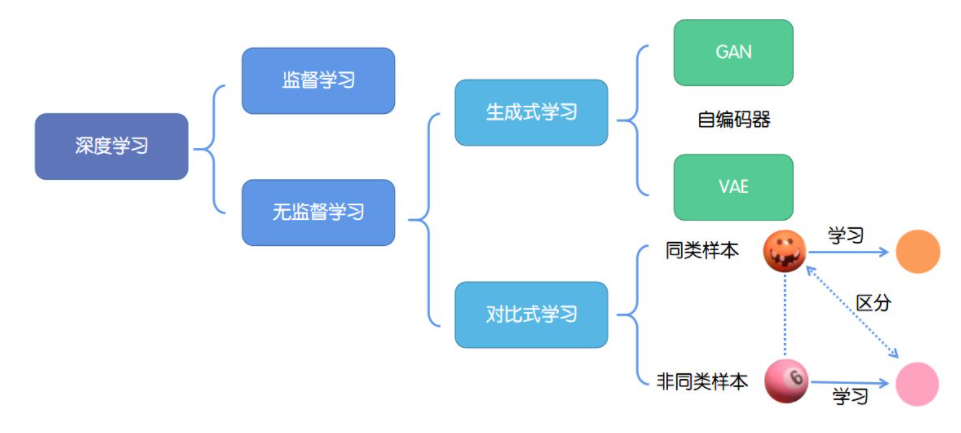 深度学习
监督学习
无监督学习
生成式学习
对比式学习
GAN
自编码器
VAE
同类样本
学习
区分
非同类样本
6
学习